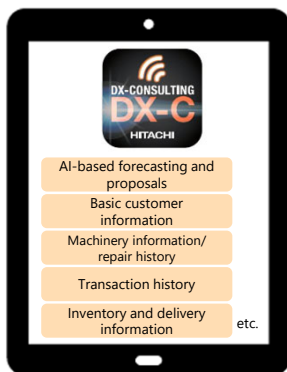 DX-CONSULTING
DX-C
HITACHI
AI-based forecasting and
proposals
Basic customer
information
Machinery information/
repair history
Transaction history
Inventory and delivery
information
etc.